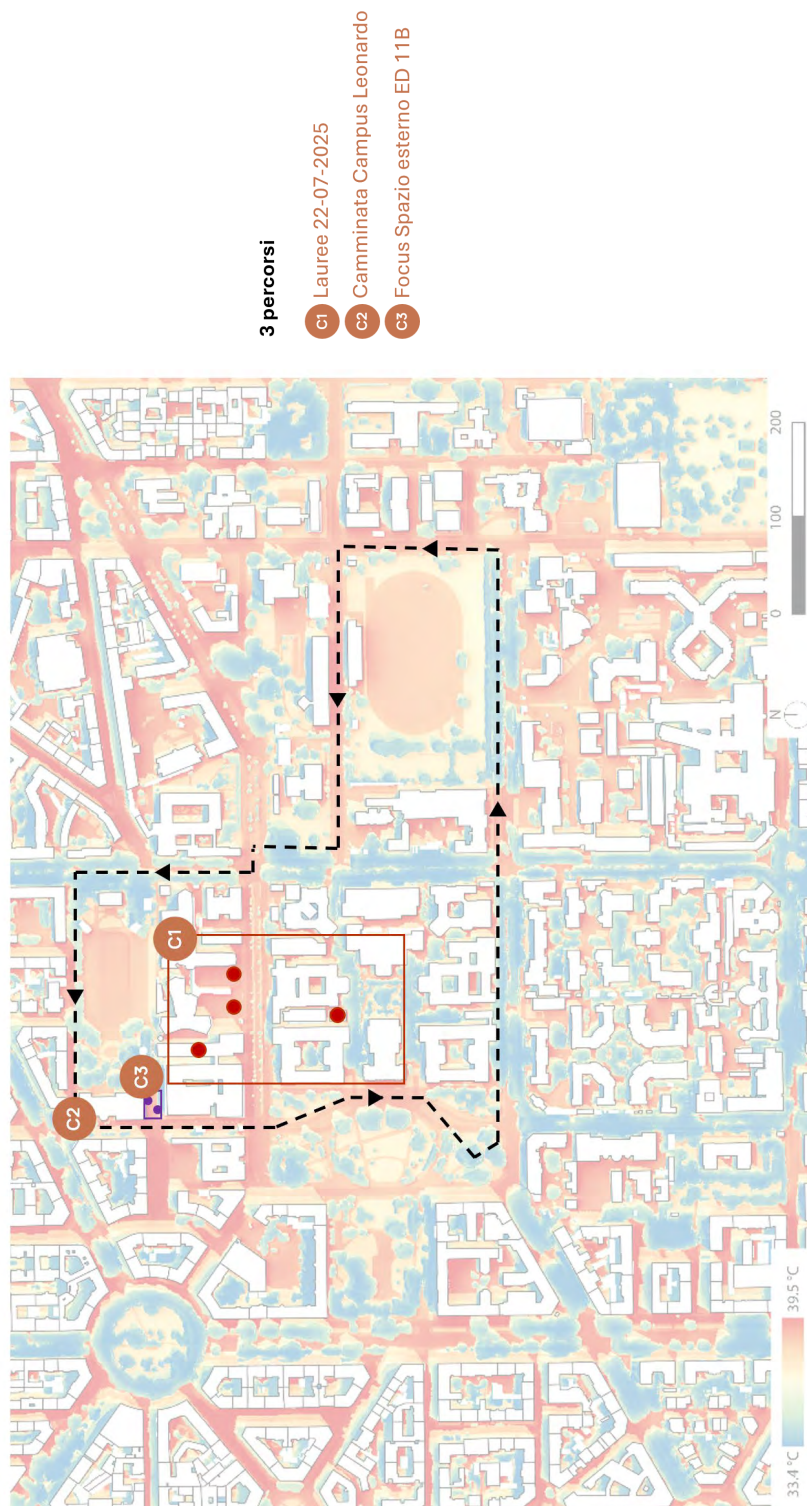 3 percorsi
C1 Lauree 22-07-2025
C2 Camminata Campus Leonardo
C3 Focus Spazio esterno ED 11B
C2
C3
C1
33.4 °C
39.5 °C
N
0
100
200